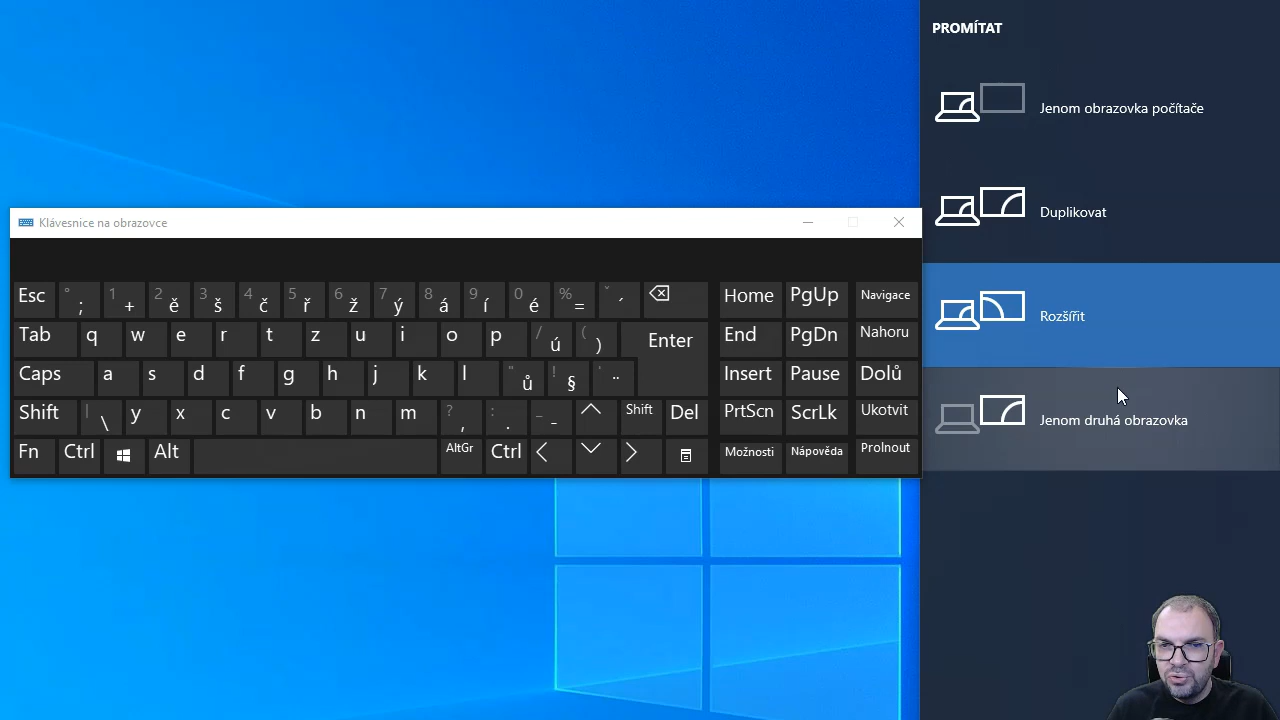 PROMÍTAT
Jenom obrazovka počítače
Duplikovat
Rozšířit
Jenom druhá obrazovka
Klávesnice na obrazovce
Esc ° ; 1 + 2 ě 3 š 4 č 5 ř 6 ž 7 ý 8 á 9 í 0 é % = ˇ ´ Home PgUp Navigace
Tab q w e r t z u i o p / ú ( ) Enter End PgDn Nahoru
Caps a s d f g h j k l " ů ! § ' ¨ Insert Pause Dolů
Shift | \ y x c v b n m ? , : . _ - Shift Del PrtScn ScrLk Ukotvit
Fn Ctrl Alt AltGr Ctrl Možnosti Nápověda Prolnout